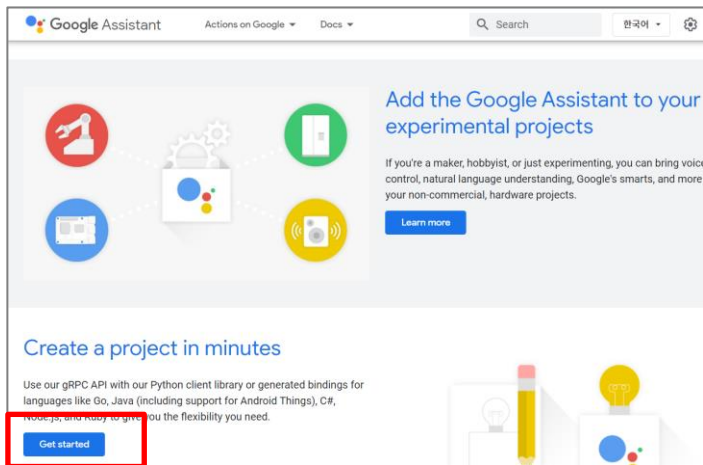 Google Assistant
Actions on Google
Docs
Search
한국어
Add the Google Assistant to your
experimental projects
If you're a maker, hobbyist, or just experimenting, you can bring voice
control, natural language understanding, Google's smarts, and more
your non-commercial, hardware projects.
Learn more
Create a project in minutes
Use our gRPC API with our Python client library or generated bindings for
languages like Go, Java (including support for Android Things), C#,
Node.js, and Ruby to give you the flexibility you need.
Get started